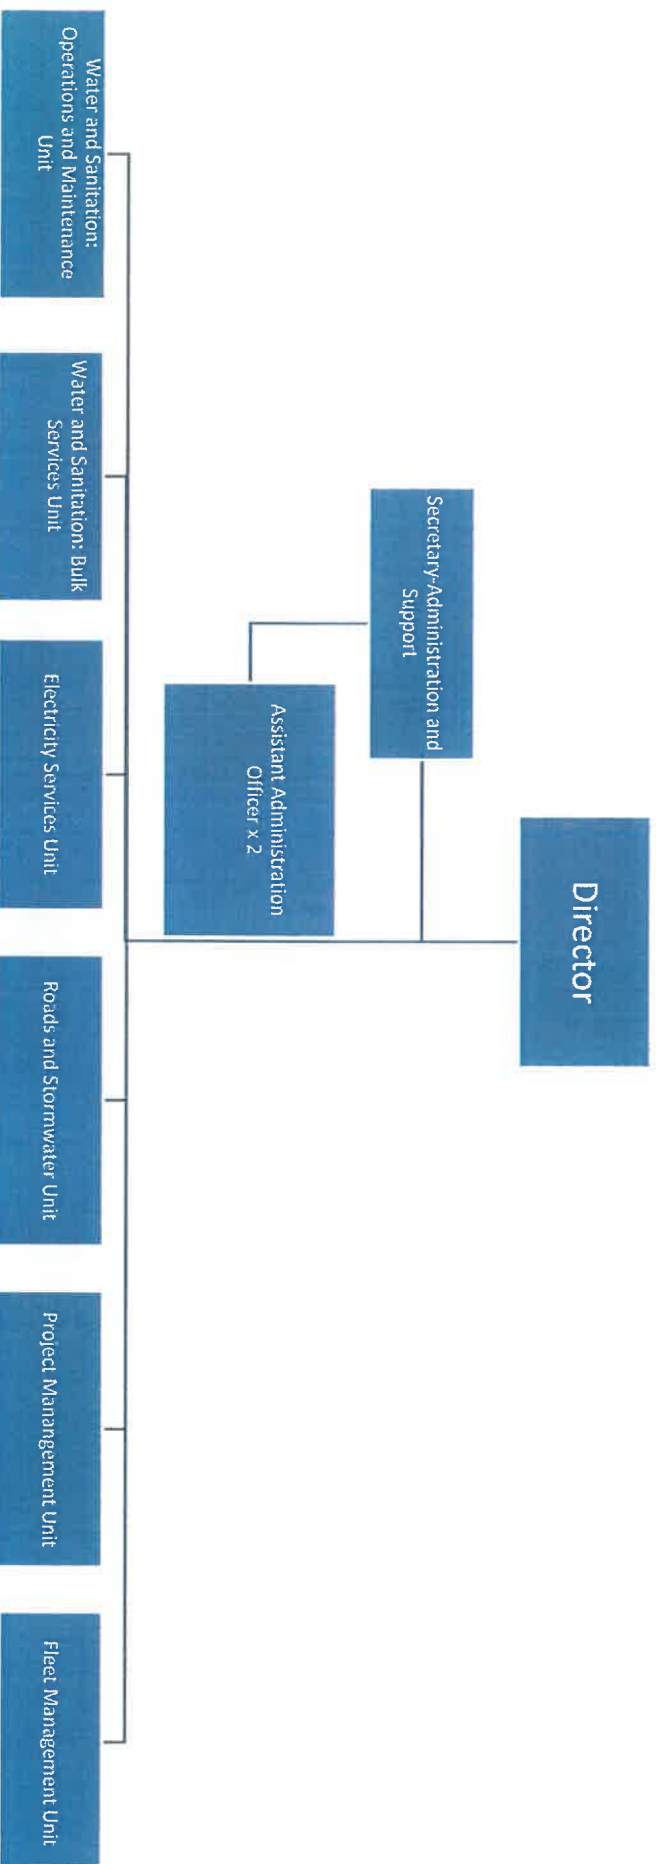 Director
Secretary-Administration and
Support
Assistant Administration
Officer x 2
Water and Sanitation:
Operations and Maintenance
Unit
Water and Sanitation: Bulk
Services Unit
Electricity Services Unit
Roads and Stormwater Unit
Project Manangement Unit
Fleet Management Unit